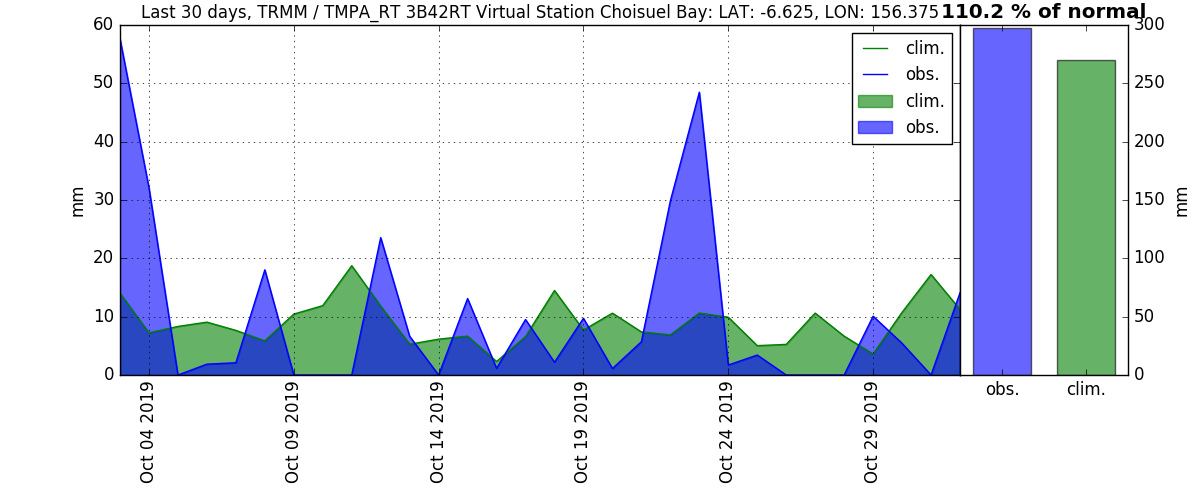 Last 30 days, TRMM / TMPA_RT 3B42RT Virtual Station Choisuel Bay: LAT: -6.625, LON: 156.375
110.2 % of normal
60
50
40
30
20
10
0
mm
clim.
obs.
clim.
obs.
Oct 04 2019
Oct 09 2019
Oct 14 2019
Oct 19 2019
Oct 24 2019
Oct 29 2019
300
250
200
150
100
50
0
mm
obs.
clim.